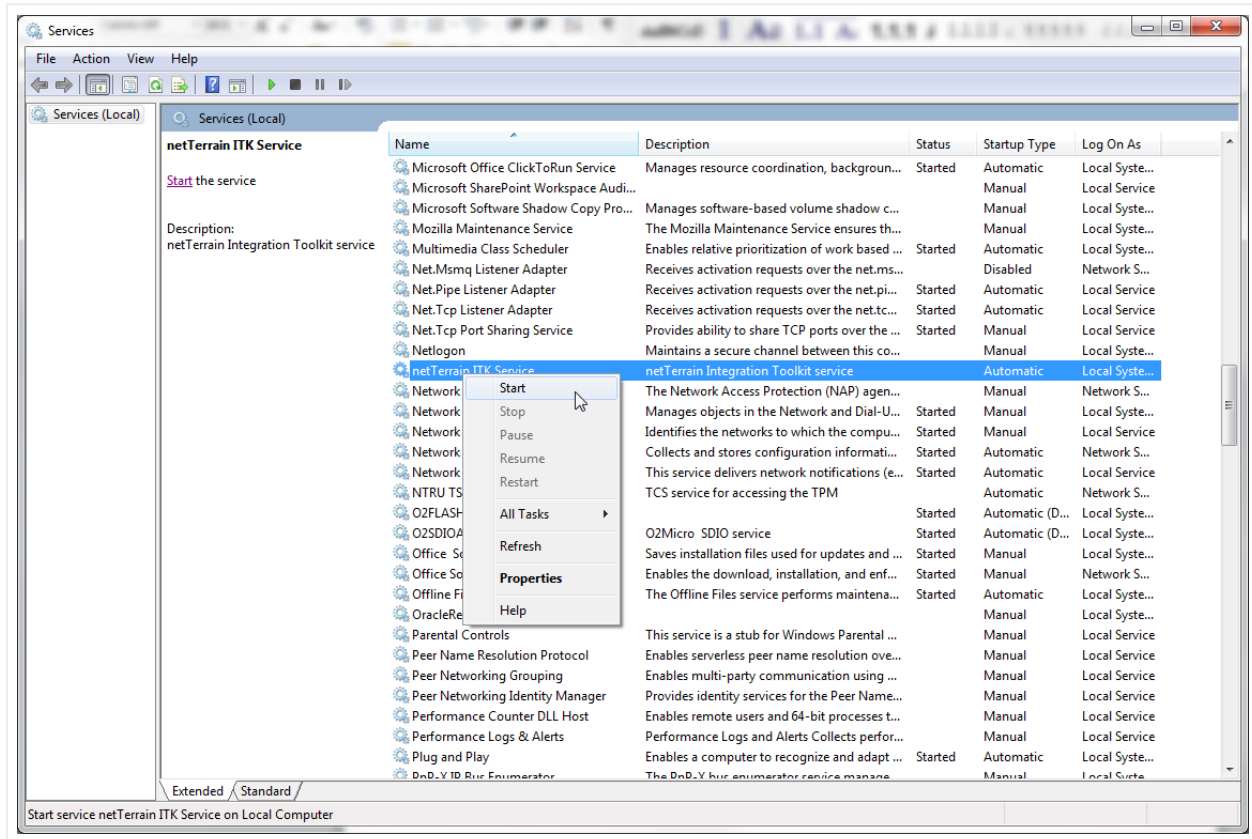 Services
File Action View Help
Services (Local)
Services (Local)
netTerrain ITK Service
Start the service
Description:
netTerrain Integration Toolkit service
Name Description Status Startup Type Log On As
Microsoft Office ClickToRun Service Manages resource coordination, backgroun... Started Automatic Local Syste...
Microsoft SharePoint Workspace Audi... Manual Local Service
Microsoft Software Shadow Copy Pro... Manages software-based volume shadow c... Manual Local Syste...
Mozilla Maintenance Service The Mozilla Maintenance Service ensures th... Manual Local Syste...
Multimedia Class Scheduler Enables relative prioritization of work based ... Started Automatic Local Syste...
Net.Msmq Listener Adapter Receives activation requests over the net.ms... Disabled Network S...
Net.Pipe Listener Adapter Receives activation requests over the net.pi... Started Automatic Local Service
Net.Tcp Listener Adapter Receives activation requests over the net.tc... Started Automatic Local Service
Net.Tcp Port Sharing Service Provides ability to share TCP ports over the ... Started Manual Local Service
Netlogon Maintains a secure channel between this co... Manual Local Syste...
netTerrain ITK Service netTerrain Integration Toolkit service Automatic Local Syste...
Network The Network Access Protection (NAP) agen... Manual Network S...
Network Manages objects in the Network and Dial-U... Started Manual Local Syste...
Network Identifies the networks to which the compu... Started Manual Local Service
Network Collects and stores configuration informati... Started Automatic Network S...
Network This service delivers network notifications (e... Started Automatic Local Service
NTRU TS TCS service for accessing the TPM Automatic Network S...
O2FLASH Started Automatic (D... Local Syste...
O2SDIOA O2Micro SDIO service Started Automatic (D... Local Syste...
Office Saves installation files used for updates and ... Started Manual Local Syste...
Office So Enables the download, installation, and enf... Started Manual Network S...
Offline Fi The Offline Files service performs maintena... Started Automatic Local Syste...
OracleRe Manual Local Syste...
Parental Controls This service is a stub for Windows Parental ... Manual Local Service
Peer Name Resolution Protocol Enables serverless peer name resolution ove... Manual Local Service
Peer Networking Grouping Enables multi-party communication using ... Manual Local Service
Peer Networking Identity Manager Provides identity services for the Peer Name... Manual Local Service
Performance Counter DLL Host Enables remote users and 64-bit processes t... Manual Local Service
Performance Logs & Alerts Performance Logs and Alerts Collects perfor... Manual Local Service
Plug and Play Enables a computer to recognize and adapt ... Started Automatic Local Syste...
PnP-X IP Bus Enumerator The PnP-X bus enumerator service manage Manual Local Syste
Start
Stop
Pause
Resume
Restart
All Tasks
Refresh
Properties
Help
Extended Standard
Start service netTerrain ITK Service on Local Computer